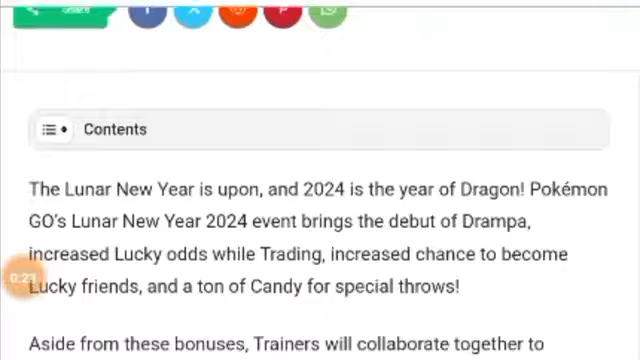 Contents
The Lunar New Year is upon, and 2024 is the year of Dragon! Pokémon
GO's Lunar New Year 2024 event brings the debut of Drampa,
increased Lucky odds while Trading, increased chance to become
0:23
Lucky friends, and a ton of Candy for special throws!
Aside from these bonuses, Trainers will collaborate together to